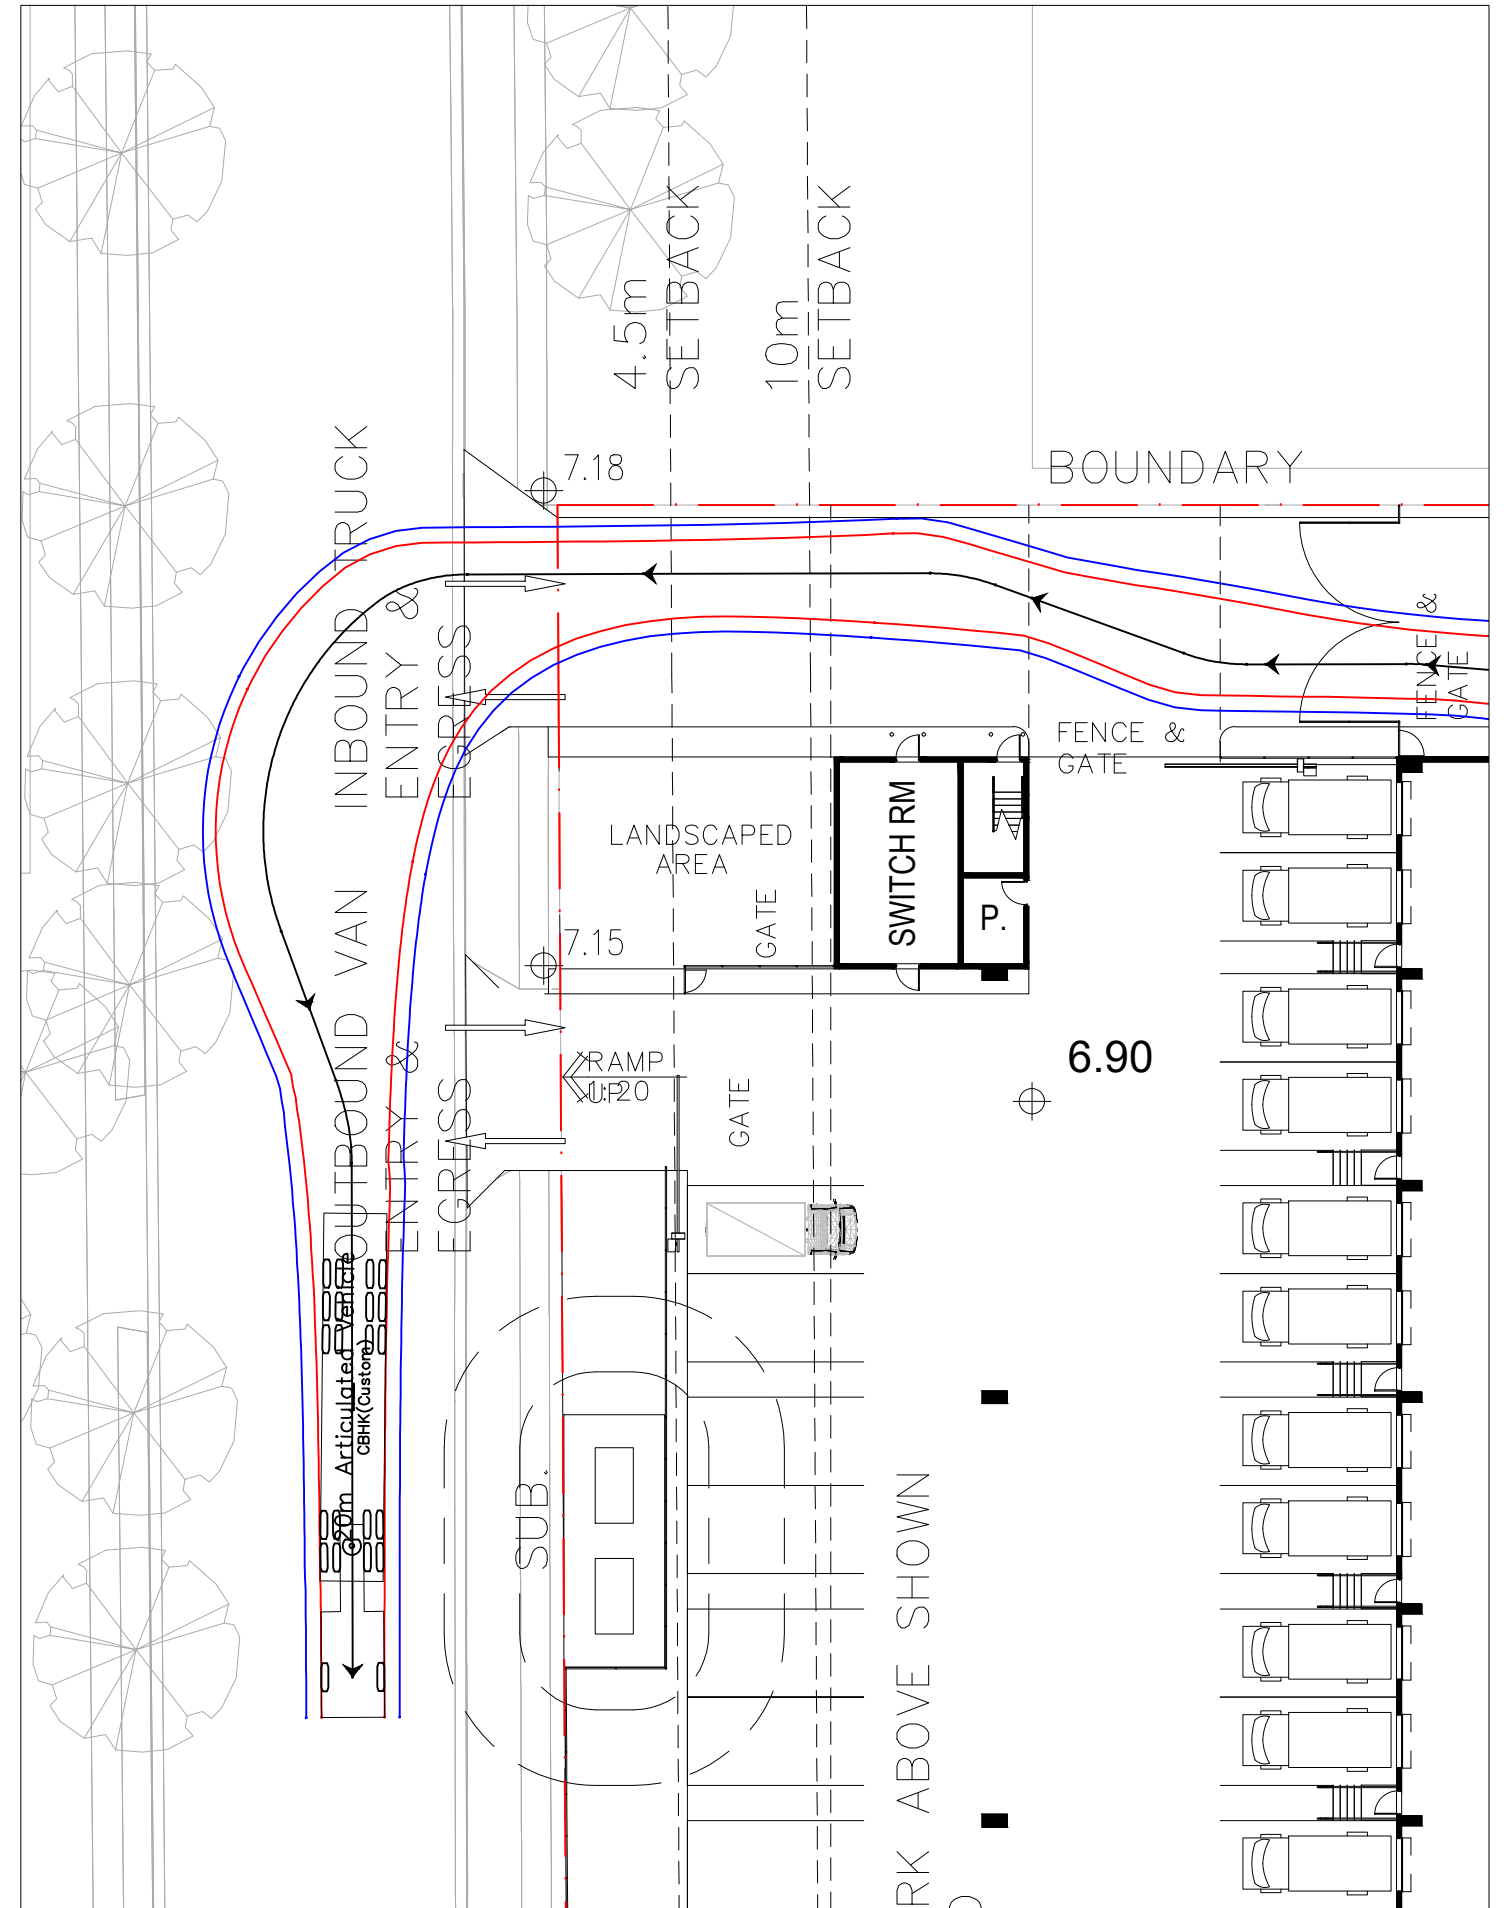 4.5m
SETBACK
10m
SETBACK
BOUNDARY
7.18
INBOUND TRUCK
ENTRY &
EGRESS
FENCE &
GATE
FENCE &
GATE
LANDSCAPED
AREA
SWITCH RM
P.
GATE
7.15
OUTBOUND VAN
ENTRY &
EGRESS
RAMP
UP
1:20
GATE
6.90
20m Articulated Vehicle
CBHK(Custom)
SUB.
RK ABOVE SHOWN